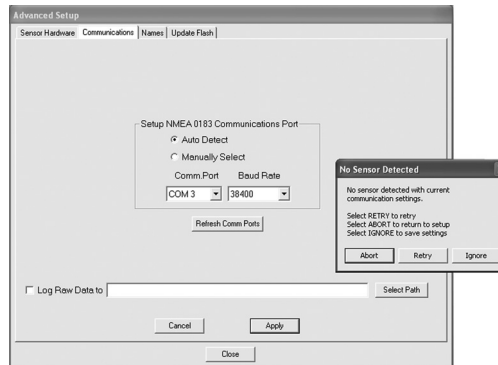 Advanced Setup
Sensor Hardware Communications Names Update Flash
Setup NMEA 0183 Communications Port
Auto Detect
Manually Select
Comm.Port Baud Rate
COM 3 38400
Refresh Comm Ports
No Sensor Detected
No sensor detected with current
communication settings.
Select RETRY to retry
Select ABORT to return to setup
Select IGNORE to save settings
Abort Retry Ignore
Log Raw Data to Select Path
Cancel Apply
Close